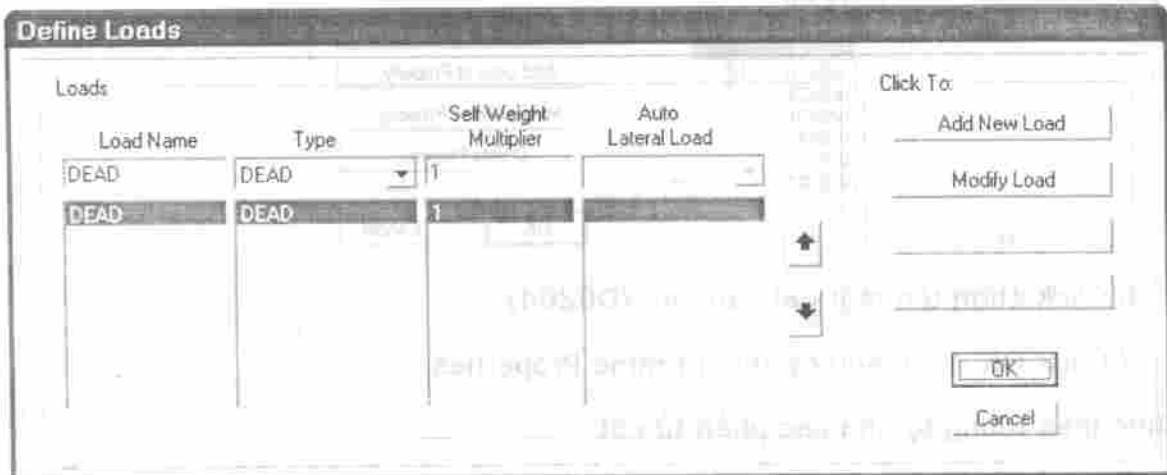 Define Loads
Loads
Click To:
Load Name
Type
Self Weight
Multiplier
Auto
Lateral Load
DEAD
DEAD
1
DEAD
DEAD
1
Add New Load
Modify Load
OK
Cancel